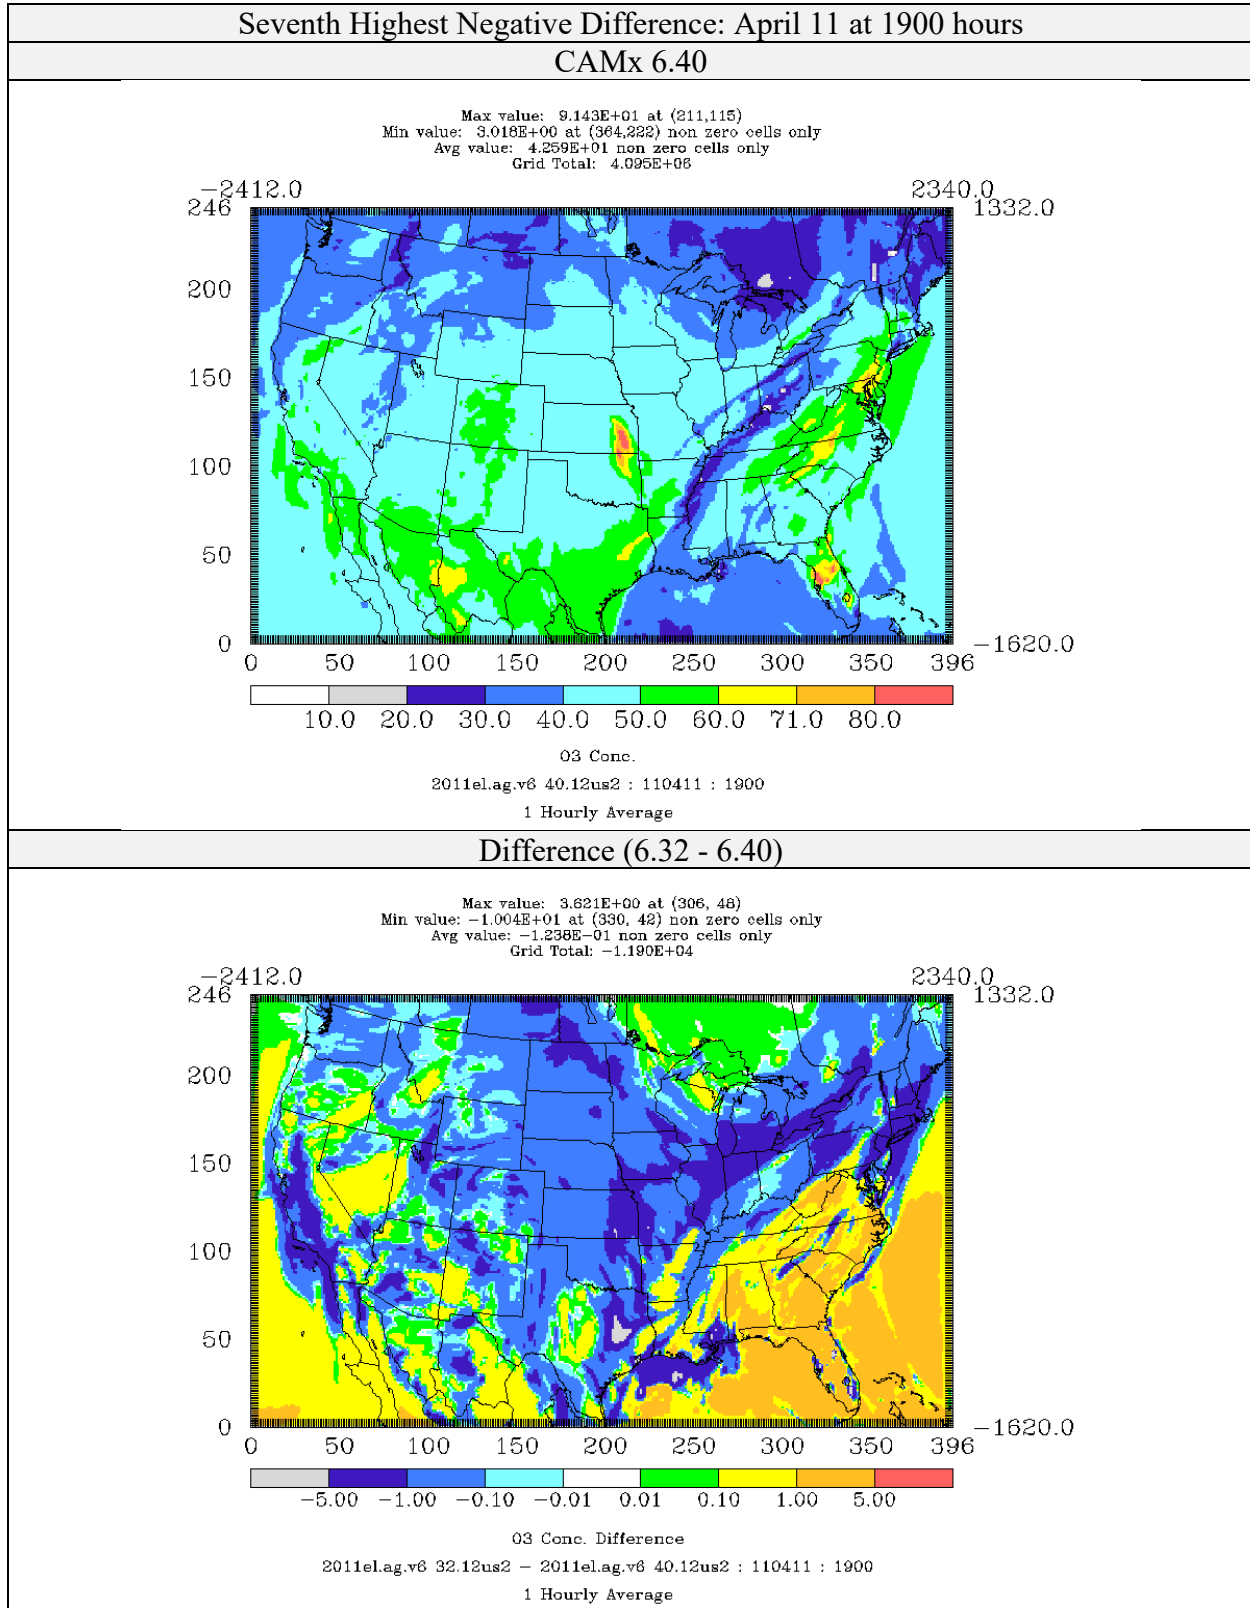 Seventh Highest Negative Difference: April 11 at 1900 hours
CAMx 6.40
Max value: 9.143E+01 at (211,115)
Min value: 3.018E+00 at (364,222) non zero cells only
Avg value: 4.259E+01 non zero cells only
Grid Total: 4.095E+06
-2412.0 2340.0
246 1332.0
200
150
100
50
0 -1620.0
0 50 100 150 200 250 300 350 396
10.0 20.0 30.0 40.0 50.0 60.0 71.0 80.0
O3 Conc.
2011el.ag.v6 40.12us2 : 110411 : 1900
1 Hourly Average
Difference (6.32 - 6.40)
Max value: 3.621E+00 at (306, 48)
Min value: -1.004E+01 at (330, 42) non zero cells only
Avg value: -1.238E-01 non zero cells only
Grid Total: -1.190E+04
-2412.0 2340.0
246 1332.0
200
150
100
50
0 -1620.0
0 50 100 150 200 250 300 350 396
-5.00 -1.00 -0.10 -0.01 0.01 0.10 1.00 5.00
O3 Conc. Difference
2011el.ag.v6 32.12us2 - 2011el.ag.v6 40.12us2 : 110411 : 1900
1 Hourly Average